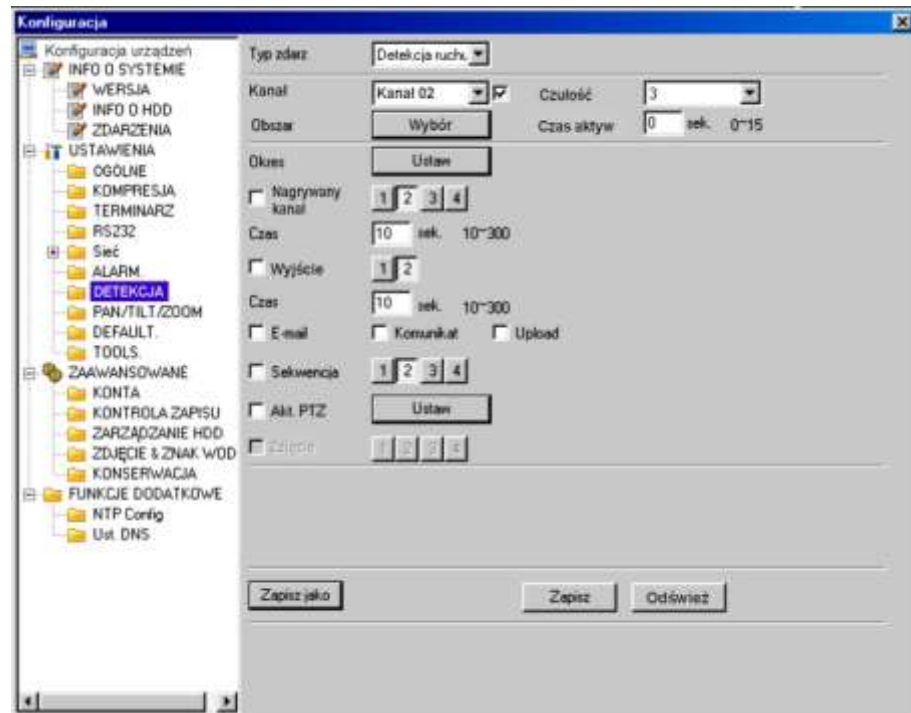 Konfiguracja
Konfiguracja urządzeń
INFO O SYSTEMIE
WERSJA
INFO O HDD
ZDARZENIA
USTAWIENIA
OGÓLNE
KOMPRESJA
TERMINARZ
RS232
Sieć
ALARM.
DETEKCJA
PAN/TILT/ZOOM
DEFAULT.
TOOLS.
ZAAWANSOWANE
KONTA
KONTROLA ZAPISU
ZARZĄDZANIE HDD
ZDJĘCIE & ZNAK WOD
KONSERWACJA
FUNKCJE DODATKOWE
NTP Config
Ust. DNS
Typ zdarz Detekcja ruchu
Kanał Kanał 02 Czułość 3
Obszar Wybór Czas aktyw 0 sek. 0~15
Okres Ustaw
Nagrywany kanał 1 2 3 4
Czas 10 sek. 10~300
Wyjście 1 2
Czas 10 sek. 10~300
E-mail Komunikat Upload
Sekwencja 1 2 3 4
Akt. PTZ Ustaw
Zdjęcie 1 2 3 4
Zapisz jako Zapisz Odśwież